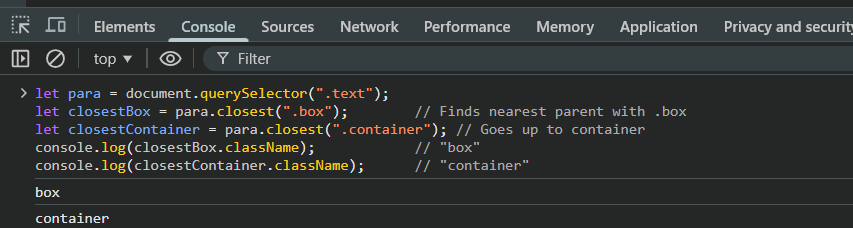 Elements Console Sources Network Performance Memory Application Privacy and security
top Filter
let para = document.querySelector(".text");
let closestBox = para.closest(".box"); // Finds nearest parent with .box
let closestContainer = para.closest(".container"); // Goes up to container
console.log(closestBox.className); // "box"
console.log(closestContainer.className); // "container"
box
container